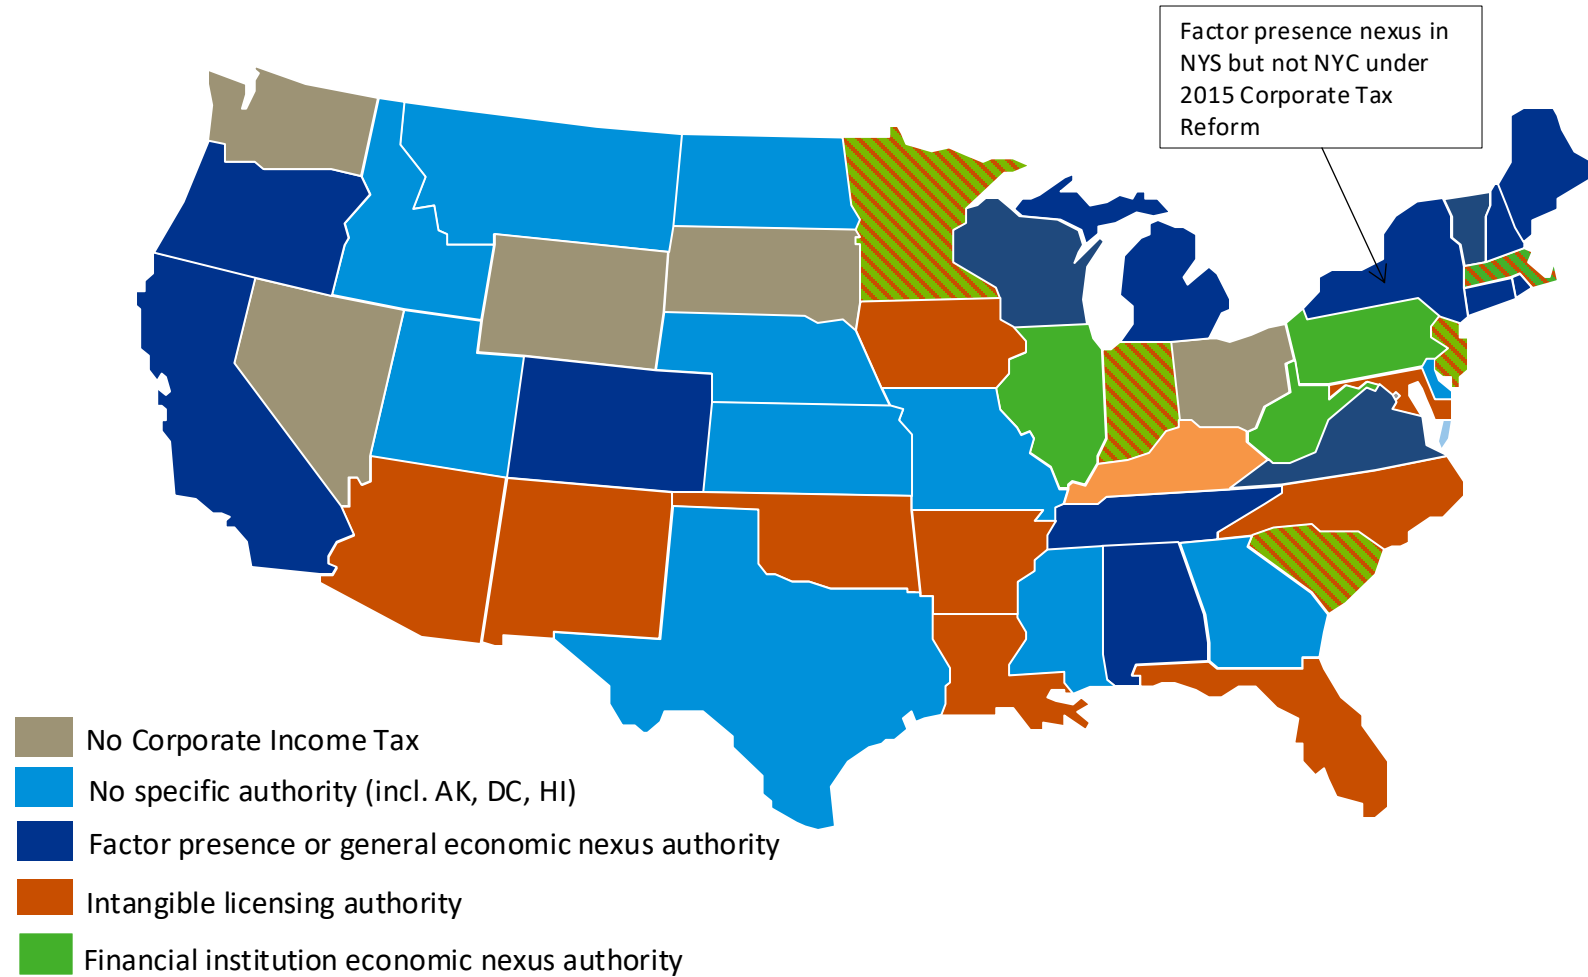 Factor presence nexus in
NYS but not NYC under
2015 Corporate Tax
Reform
No Corporate Income Tax
No specific authority (incl. AK, DC, HI)
Factor presence or general economic nexus authority
Intangible licensing authority
Financial institution economic nexus authority